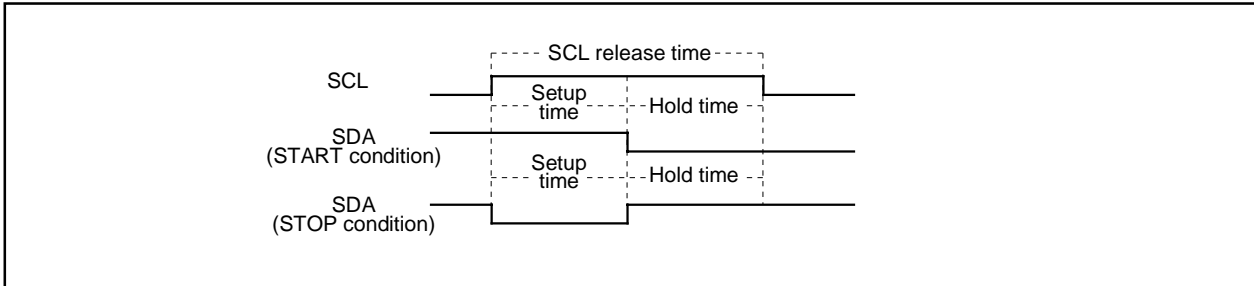 SCL release time
SCL
Setup
time
Hold time
SDA
(START condition)
Setup
time
Hold time
SDA
(STOP condition)